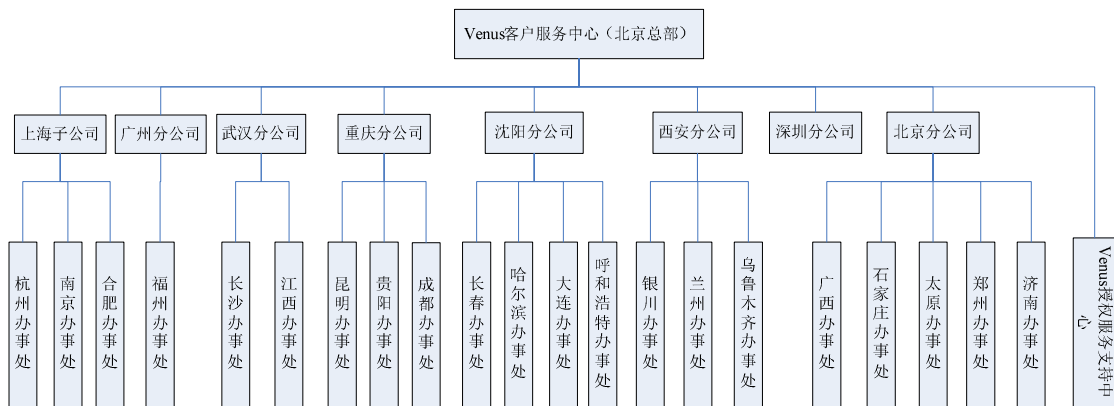 Venus客户服务中心（北京总部）
上海子公司
广州分公司
武汉分公司
重庆分公司
沈阳分公司
西安分公司
深圳分公司
北京分公司
杭州办事处
南京办事处
合肥办事处
福州办事处
长沙办事处
江西办事处
昆明办事处
贵阳办事处
成都办事处
长春办事处
哈尔滨办事处
大连办事处
呼和浩特办事处
银川办事处
兰州办事处
乌鲁木齐办事处
广西办事处
石家庄办事处
太原办事处
郑州办事处
济南办事处
Venus授权服务支持中
心